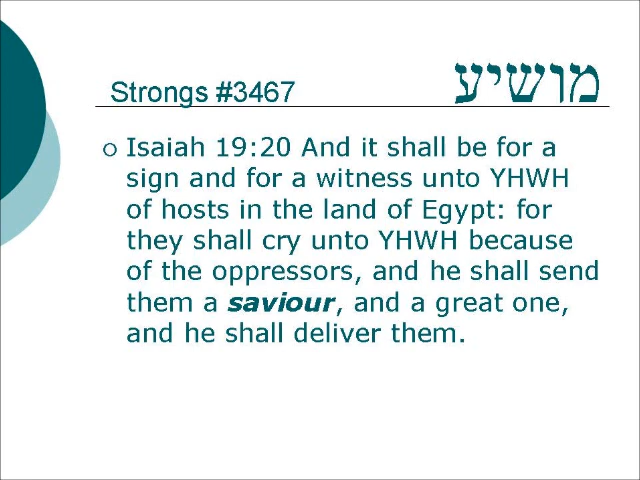 Strongs #3467 מושיע
Isaiah 19:20 And it shall be for a
sign and for a witness unto YHWH
of hosts in the land of Egypt: for
they shall cry unto YHWH because
of the oppressors, and he shall send
them a saviour, and a great one,
and he shall deliver them.